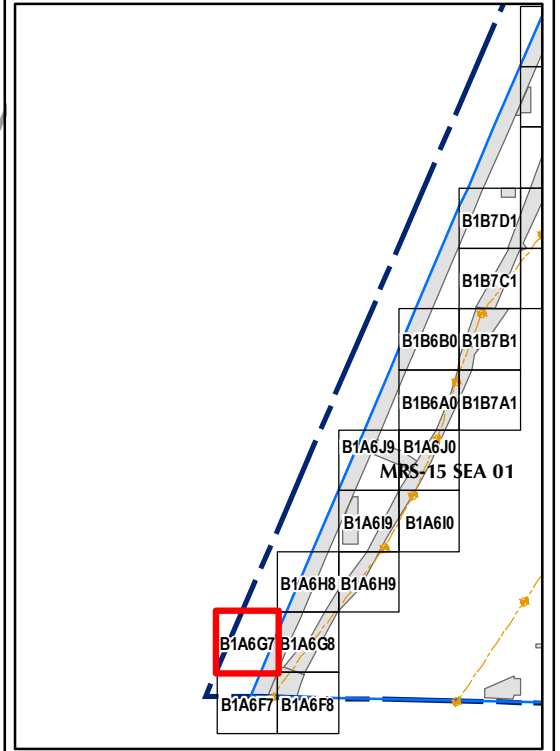 B1B7D1
B1B7C1
B1B6B0 B1B7B1
B1B6A0 B1B7A1
B1A6J9 B1A6J0
MRS-15 SEA 01
B1A6I9 B1A6I0
B1A6H8 B1A6H9
B1A6G7 B1A6G8
B1A6F7 B1A6F8